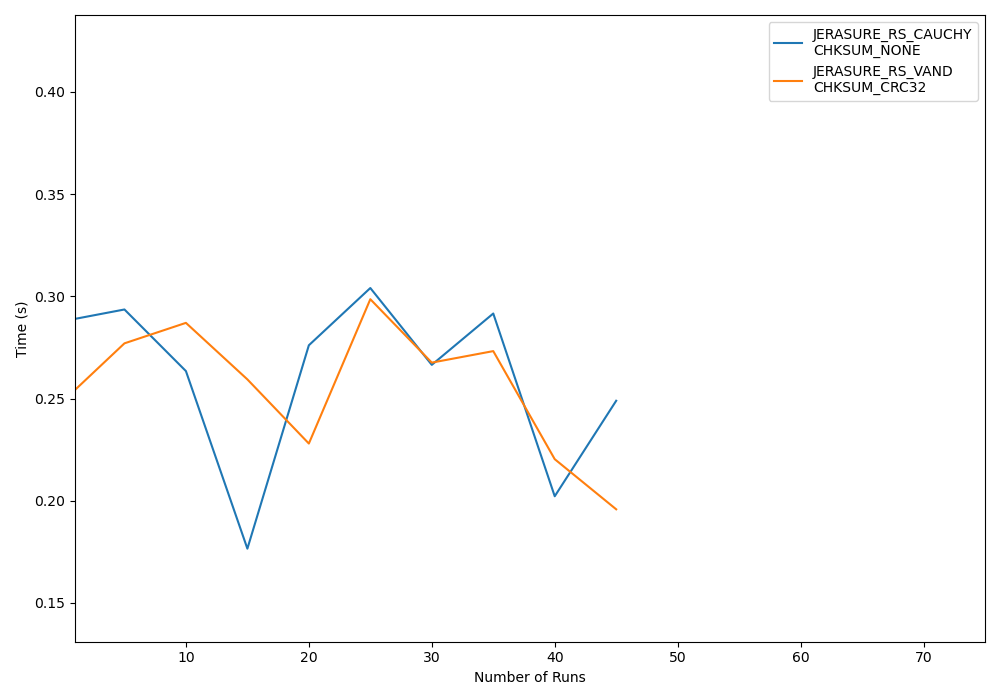 JERASURE_RS_CAUCHY
CHKSUM_NONE
JERASURE_RS_VAND
CHKSUM_CRC32
0.40
0.35
0.30
0.25
0.20
0.15
Time (s)
10 20 30 40 50 60 70
Number of Runs